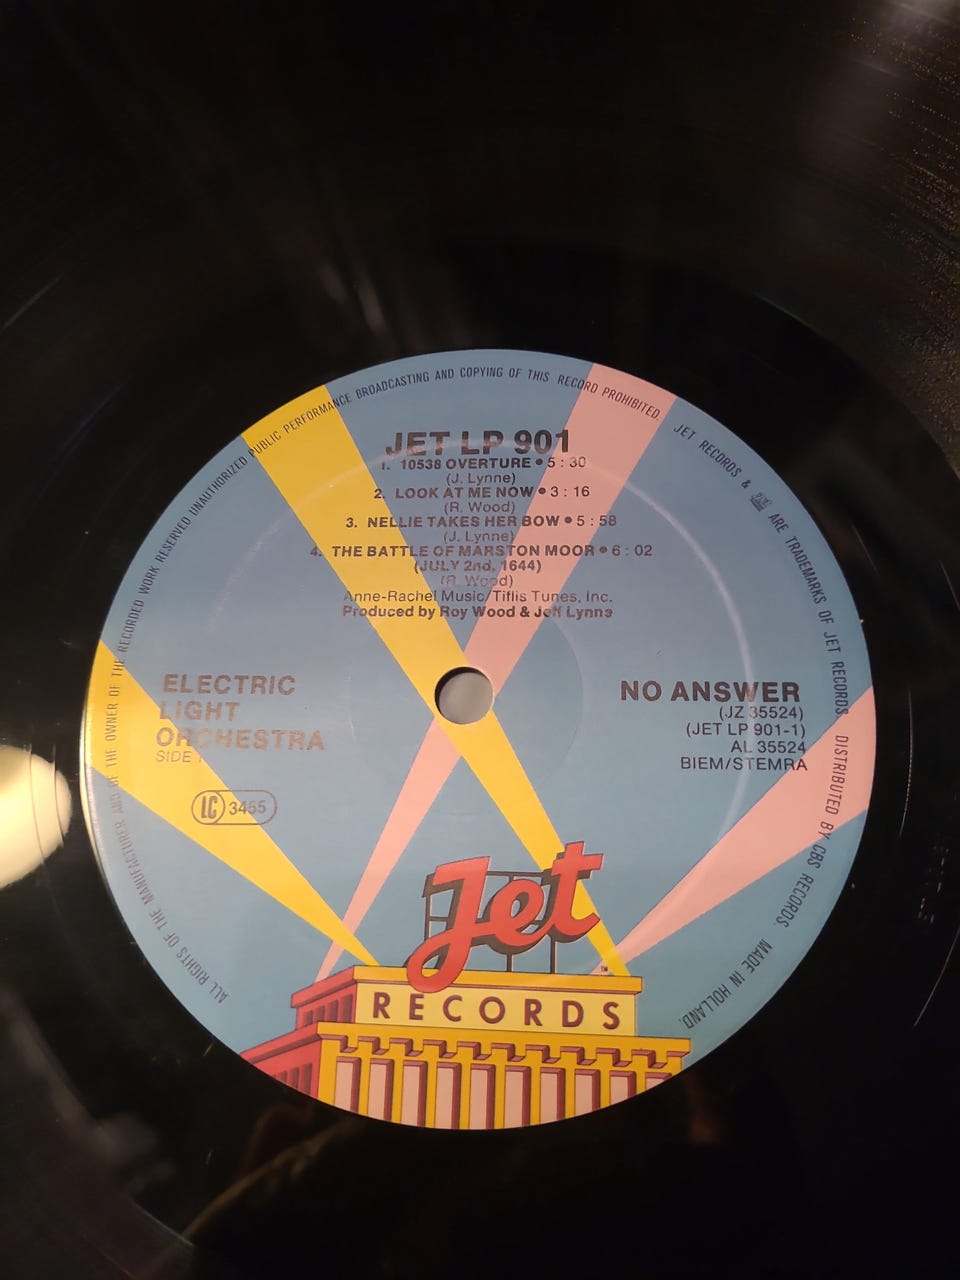 ALL RIGHTS OF THE MANUFACTURER AND OF THE OWNER OF THE RECORDED WORK RESERVED UNAUTHORIZED PUBLIC PERFORMANCE BROADCASTING AND COPYING OF THIS RECORD PROHIBITED
JET RECORDS & ARE TRADEMARKS OF JET RECORDS. DISTRIBUTED BY CBS RECORDS. MADE IN HOLLAND.
JET LP 901
1. 10538 OVERTURE • 5 : 30
(J. Lynne)
2. LOOK AT ME NOW • 3 : 16
(R. Wood)
3. NELLIE TAKES HER BOW • 5 : 58
(J. Lynne)
4. THE BATTLE OF MARSTON MOOR • 6 : 02
(JULY 2nd, 1644)
(R. Wood)
Anne-Rachel Music/Tiflis Tunes, Inc.
Produced by Roy Wood & Jeff Lynne
ELECTRIC
LIGHT
ORCHESTRA
SIDE 1
LC 3455
NO ANSWER
(JZ 35524)
(JET LP 901-1)
AL 35524
BIEM/STEMRA
Jet
TM
RECORDS